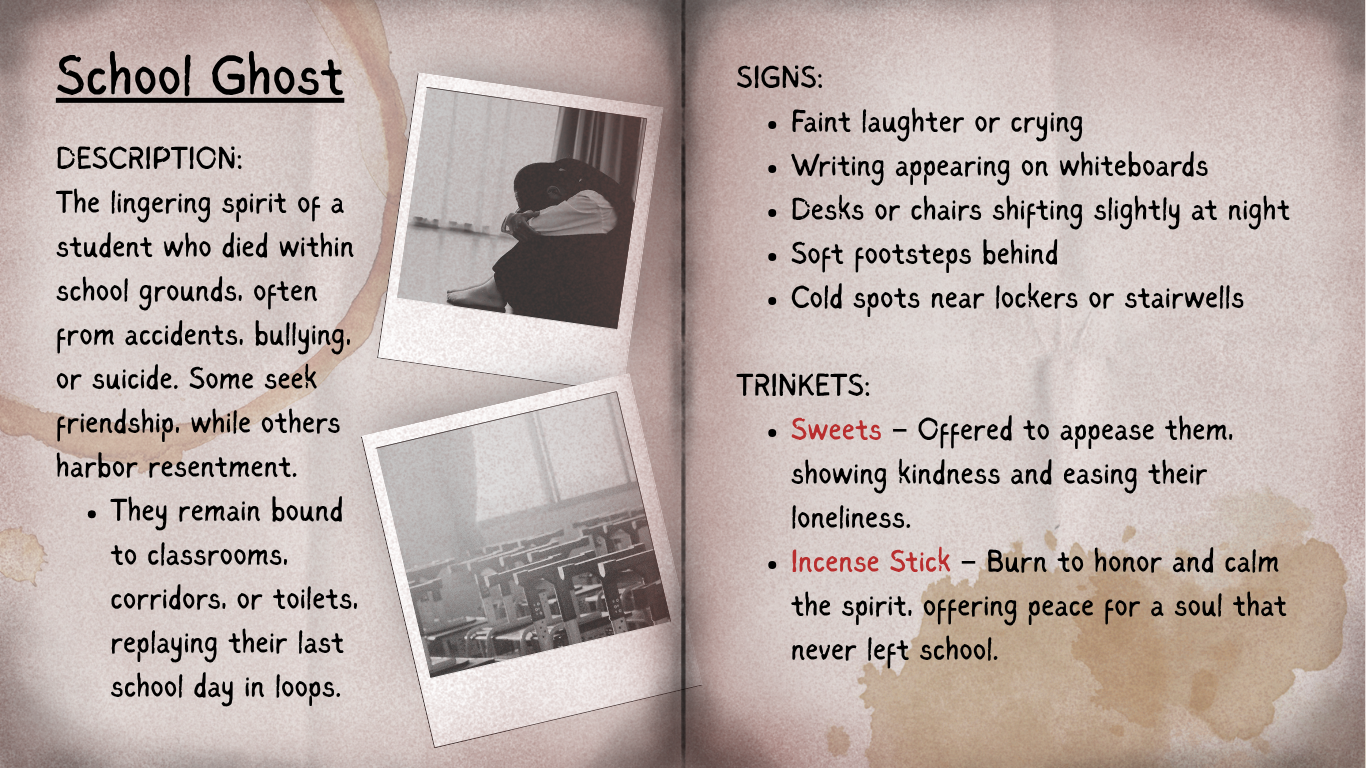 School Ghost
DESCRIPTION:
The lingering spirit of a
student who died within
school grounds, often
from accidents, bullying,
or suicide. Some seek
friendship, while others
harbor resentment.
• They remain bound
to classrooms,
corridors, or toilets,
replaying their last
school day in loops.
SIGNS:
• Faint laughter or crying
• Writing appearing on whiteboards
• Desks or chairs shifting slightly at night
• Soft footsteps behind
• Cold spots near lockers or stairwells
TRINKETS:
• Sweets – Offered to appease them,
showing kindness and easing their
loneliness.
• Incense Stick – Burn to honor and calm
the spirit, offering peace for a soul that
never left school.